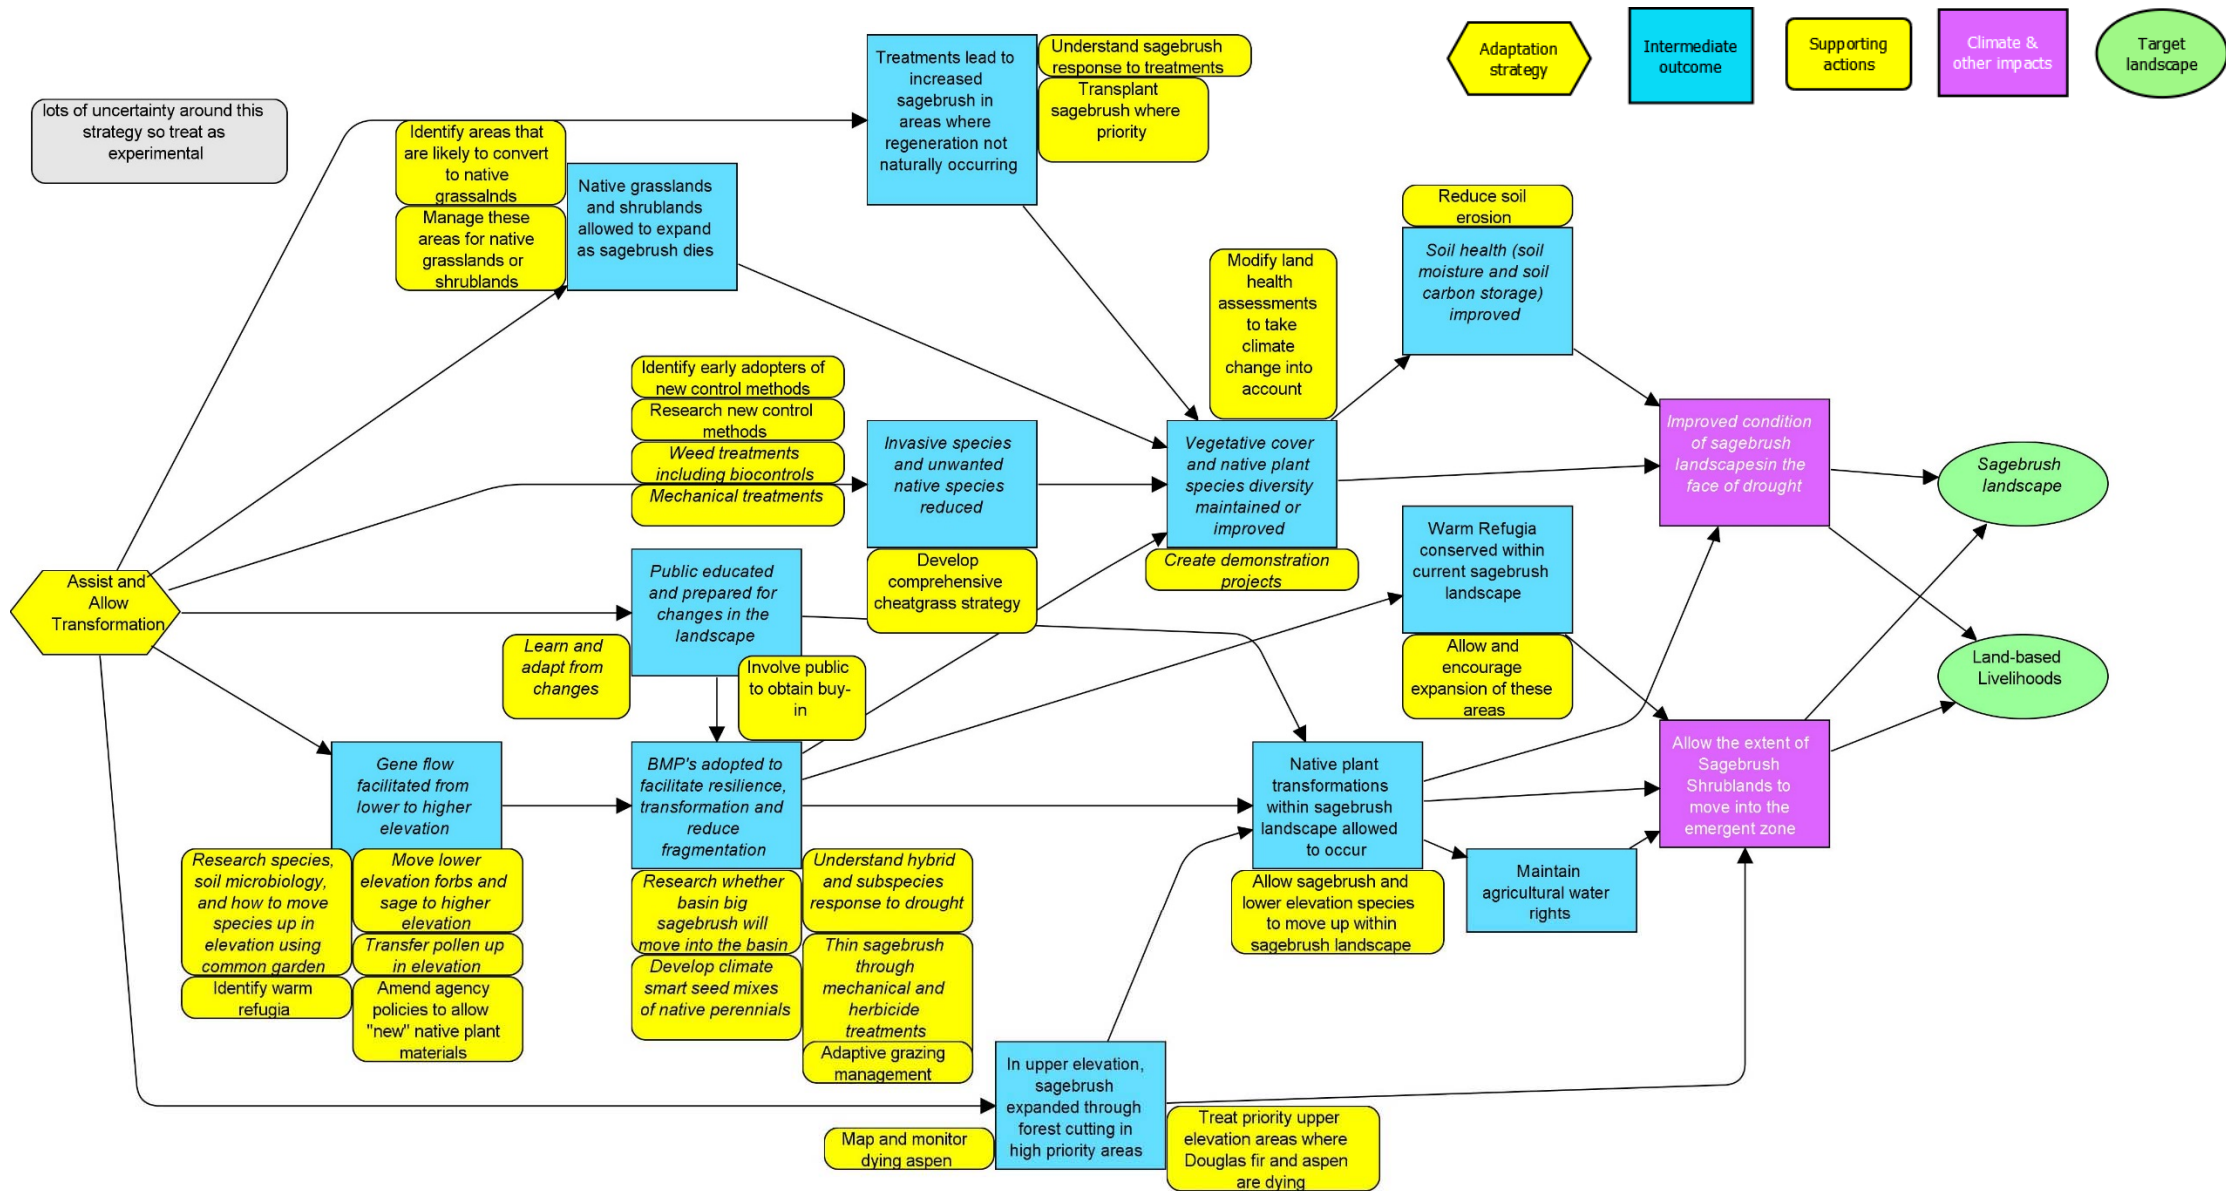 Adaptation
strategy
Intermediate
outcome
Supporting
actions
Climate &
other impacts
Target
landscape
lots of uncertainty around this
strategy so treat as
experimental
Treatments lead to
increased
sagebrush in
areas where
regeneration not
naturally occurring
Understand sagebrush
response to treatments
Transplant
sagebrush where
priority
Identify areas that
are likely to convert
to native
grassalnds
Manage these
areas for native
grasslands or
shrublands
Native grasslands
and shrublands
allowed to expand
as sagebrush dies
Reduce soil
erosion
Soil health (soil
moisture and soil
carbon storage)
improved
Modify land
health
assessments
to take
climate
change into
account
Identify early adopters of
new control methods
Research new control
methods
Weed treatments
including biocontrols
Mechanical treatments
Invasive species
and unwanted
native species
reduced
Develop
comprehensive
cheatgrass strategy
Vegetative cover
and native plant
species diversity
maintained or
improved
Create demonstration
projects
Improved condition
of sagebrush
landscapesin the
face of drought
Sagebrush
landscape
Warm Refugia
conserved within
current sagebrush
landscape
Allow and
encourage
expansion of these
areas
Land-based
Livelihoods
Assist and
Allow
Transformation
Public educated
and prepared for
changes in the
landscape
Learn and
adapt from
changes
Involve public
to obtain buy-
in
Gene flow
facilitated from
lower to higher
elevation
Research species,
soil microbiology,
and how to move
species up in
elevation using
common garden
Identify warm
refugia
Move lower
elevation forbs and
sage to higher
elevation
Transfer pollen up
in elevation
Amend agency
policies to allow
"new" native plant
materials
BMP's adopted to
facilitate resilience,
transformation and
reduce
fragmentation
Research whether
basin big
sagebrush will
move into the basin
Develop climate
smart seed mixes
of native perennials
Understand hybrid
and subspecies
response to drought
Thin sagebrush
through
mechanical and
herbicide
treatments
Adaptive grazing
management
Native plant
transformations
within sagebrush
landscape allowed
to occur
Allow sagebrush and
lower elevation species
to move up within
sagebrush landscape
Maintain
agricultural water
rights
Allow the extent of
Sagebrush
Shrublands to
move into the
emergent zone
In upper elevation,
sagebrush
expanded through
forest cutting in
high priority areas
Map and monitor
dying aspen
Treat priority upper
elevation areas where
Douglas fir and aspen
are dying